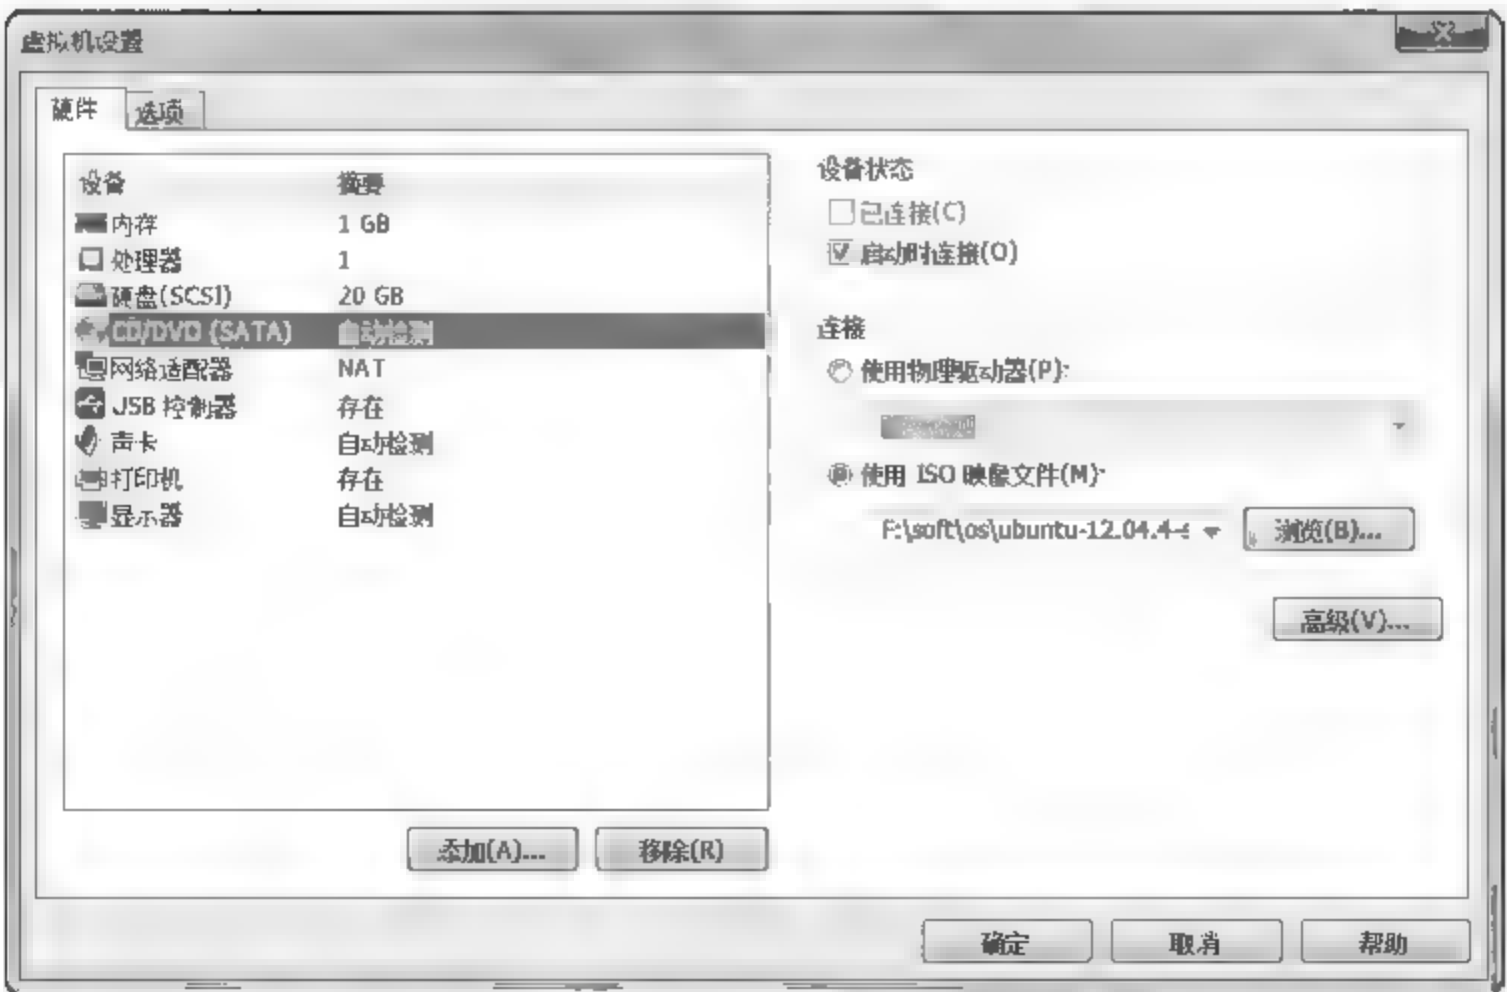 虚拟机设置
硬件 选项
设备 摘要
内存 1 GB
处理器 1
硬盘(SCSI) 20 GB
CD/DVD (SATA) 自动检测
网络适配器 NAT
USB 控制器 存在
声卡 自动检测
打印机 存在
显示器 自动检测
添加(A)... 移除(R)
设备状态
已连接(C)
启动时连接(O)
连接
使用物理驱动器(P):
使用 ISO 映像文件(M):
F:\soft\os\ubuntu-12.04.4-s 浏览(B)...
高级(V)...
确定 取消 帮助